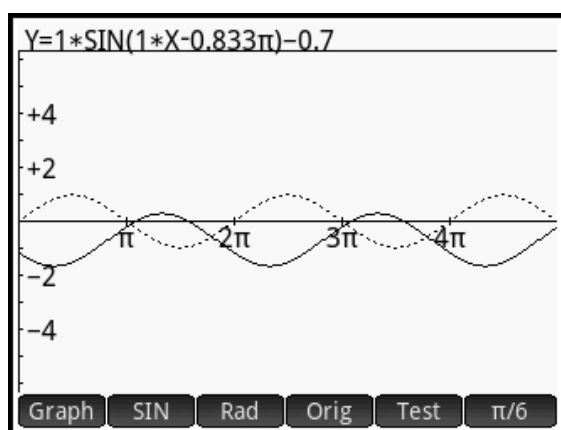 Y=1*SIN(1*X-0.833π)-0.7
+4
+2
π 2π 3π 4π
-2
-4
Graph SIN Rad Orig Test π/6